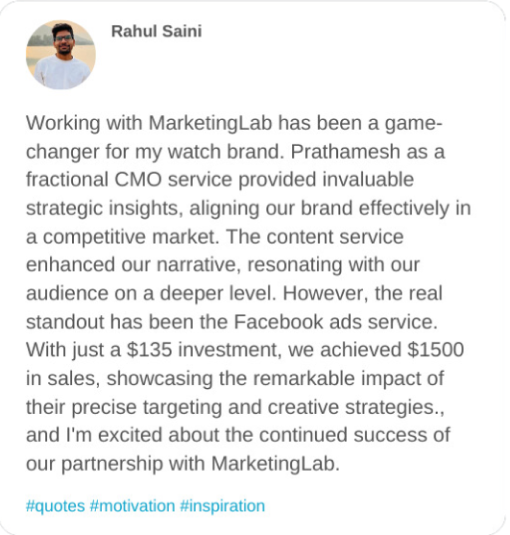 Rahul Saini
Working with MarketingLab has been a game-
changer for my watch brand. Prathamesh as a
fractional CMO service provided invaluable
strategic insights, aligning our brand effectively in
a competitive market. The content service
enhanced our narrative, resonating with our
audience on a deeper level. However, the real
standout has been the Facebook ads service.
With just a $135 investment, we achieved $1500
in sales, showcasing the remarkable impact of
their precise targeting and creative strategies.,
and I'm excited about the continued success of
our partnership with MarketingLab.
#quotes #motivation #inspiration